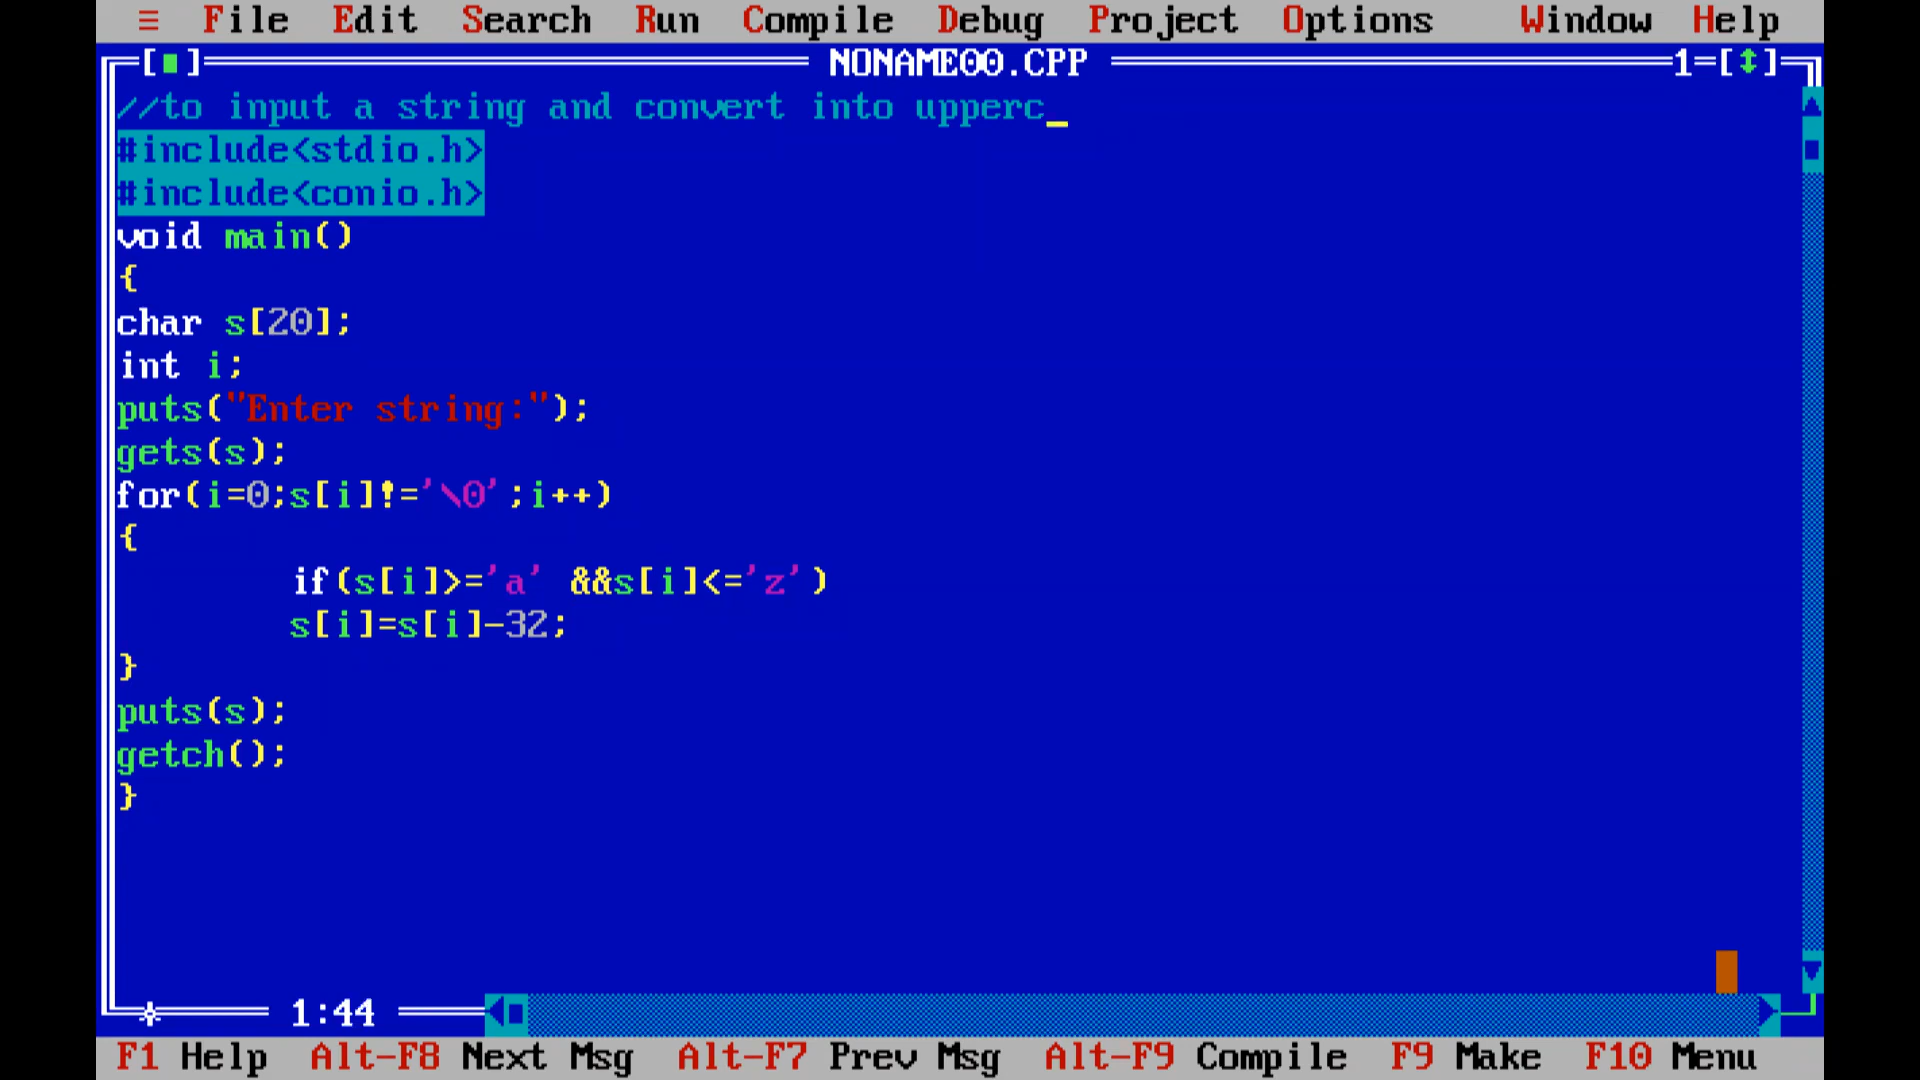 ≡ File Edit Search Run Compile Debug Project Options Window Help
[■] NONAME00.CPP 1=[↕]
//to input a string and convert into upperc_
#include<stdio.h>
#include<conio.h>
void main()
{
char s[20];
int i;
puts("Enter string:");
gets(s);
for(i=0;s[i]!='\0';i++)
{
        if(s[i]>='a' &&s[i]<='z')
        s[i]=s[i]-32;
}
puts(s);
getch();
}
1:44
F1 Help Alt-F8 Next Msg Alt-F7 Prev Msg Alt-F9 Compile F9 Make F10 Menu